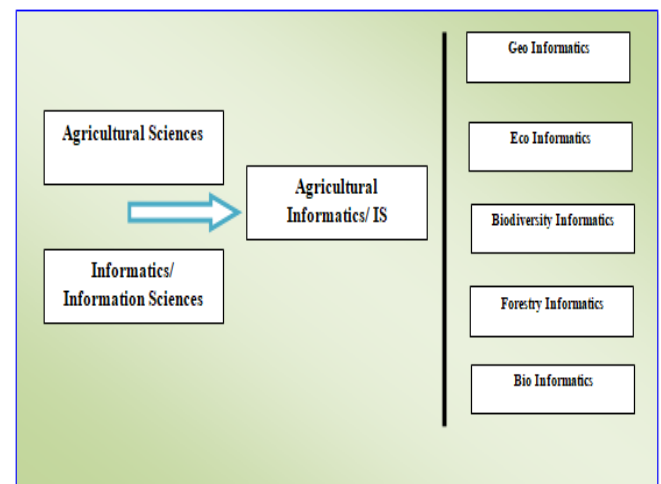 Agricultural Sciences
Informatics/
Information Sciences
Agricultural
Informatics/ IS
Geo Informatics
Eco Informatics
Biodiversity Informatics
Forestry Informatics
Bio Informatics